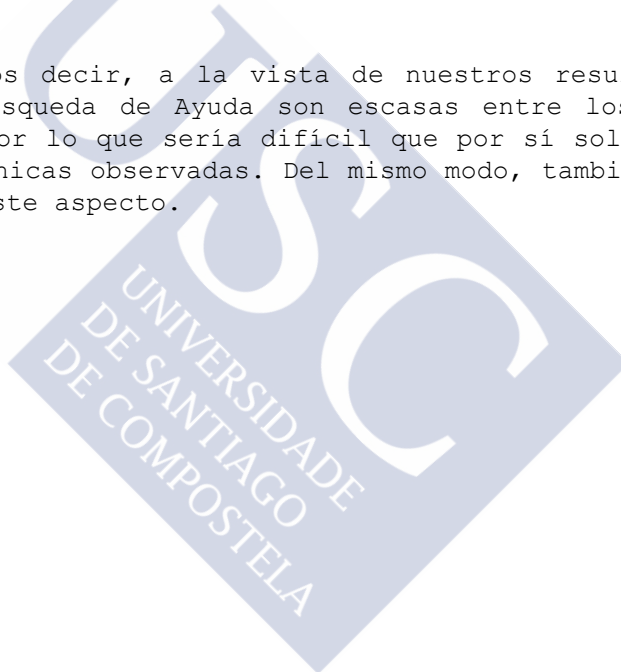 os decir, a la vista de nuestros resu
squeda de Ayuda son escasas entre los
or lo que sería difícil que por sí sol
nicas observadas. Del mismo modo, tambi
ste aspecto.
USC
UNIVERSIDADE
DE SANTIAGO
DE COMPOSTELA